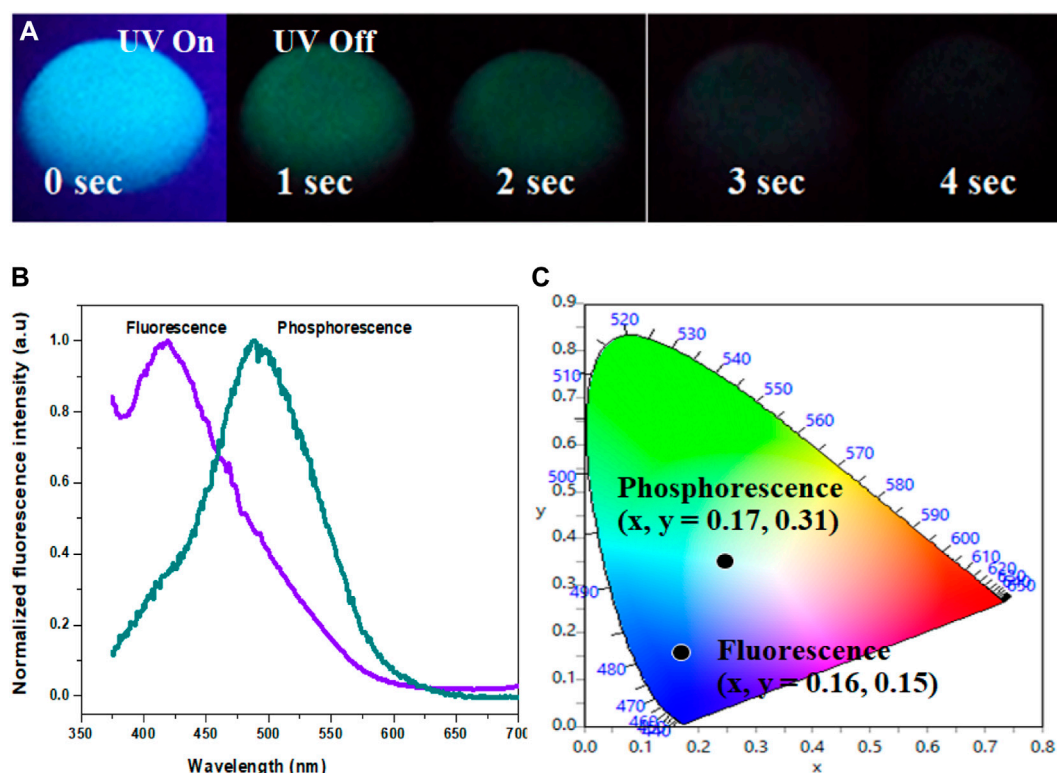 A
UV On
UV Off
0 sec
1 sec
2 sec
3 sec
4 sec
B
Fluorescence
Phosphorescence
Normalized fluorescence intensity (a.u)
1.0
0.8
0.6
0.4
0.2
0.0
350
400
450
500
550
600
650
700
Wavelength (nm)
C
0.9
0.8
0.7
0.6
0.5
y
0.4
0.3
0.2
0.1
0.0
520
530
540
550
560
570
580
590
600
610
620
650
510
500
490
480
470
460
440
Phosphorescence
(x, y = 0.17, 0.31)
Fluorescence
(x, y = 0.16, 0.15)
0.0
0.1
0.2
0.3
0.4
0.5
0.6
0.7
0.8
x